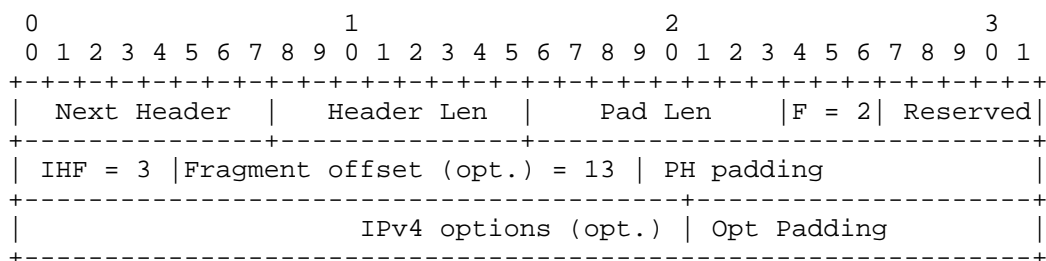 0                   1                   2                   3
 0 1 2 3 4 5 6 7 8 9 0 1 2 3 4 5 6 7 8 9 0 1 2 3 4 5 6 7 8 9 0 1
+-+-+-+-+-+-+-+-+-+-+-+-+-+-+-+-+-+-+-+-+-+-+-+-+-+-+-+-+-+-+-+-+
|  Next Header  |   Header Len  |    Pad Len    |F = 2| Reserved|
+---------------+---------------+-------------------------------+
| IHF = 3 |Fragment offset (opt.) = 13 | PH padding             |
+-----------------------------------------+---------------------+
|                     IPv4 options (opt.) | Opt Padding         |
+---------------------------------------------------------------+